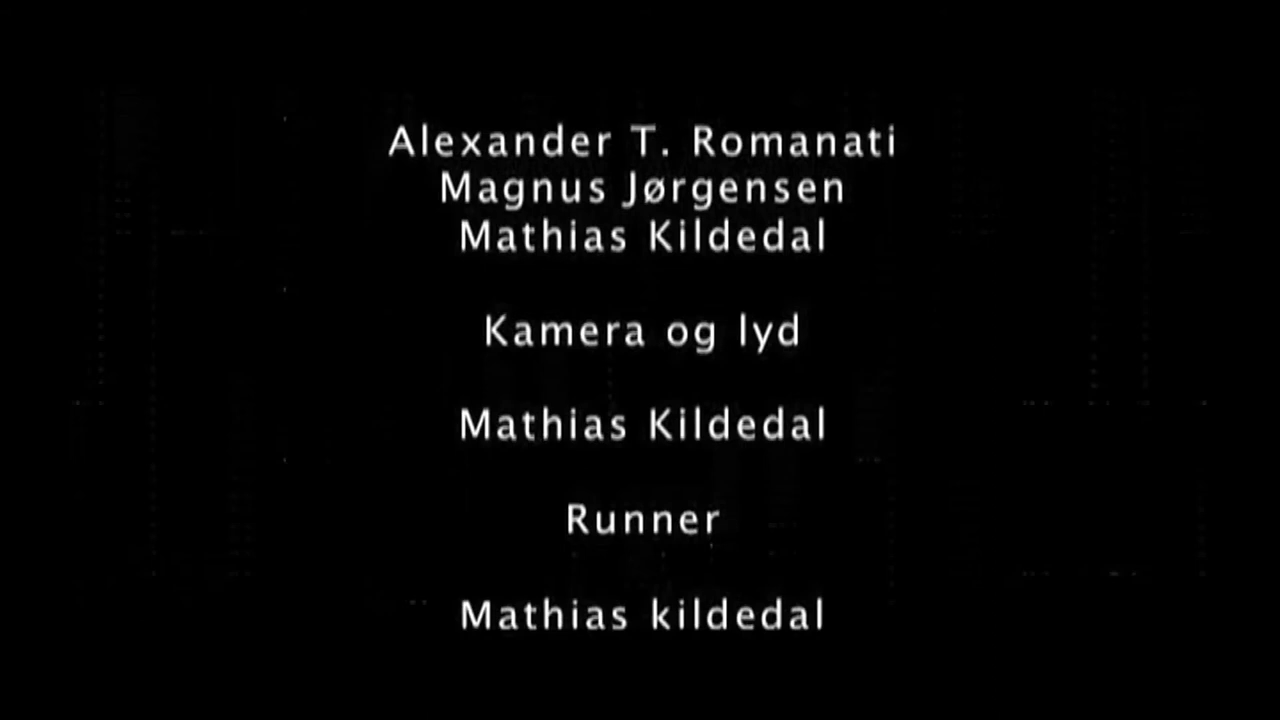 Alexander T. Romanati
Magnus Jørgensen
Mathias Kildedal
Kamera og lyd
Mathias Kildedal
Runner
Mathias kildedal